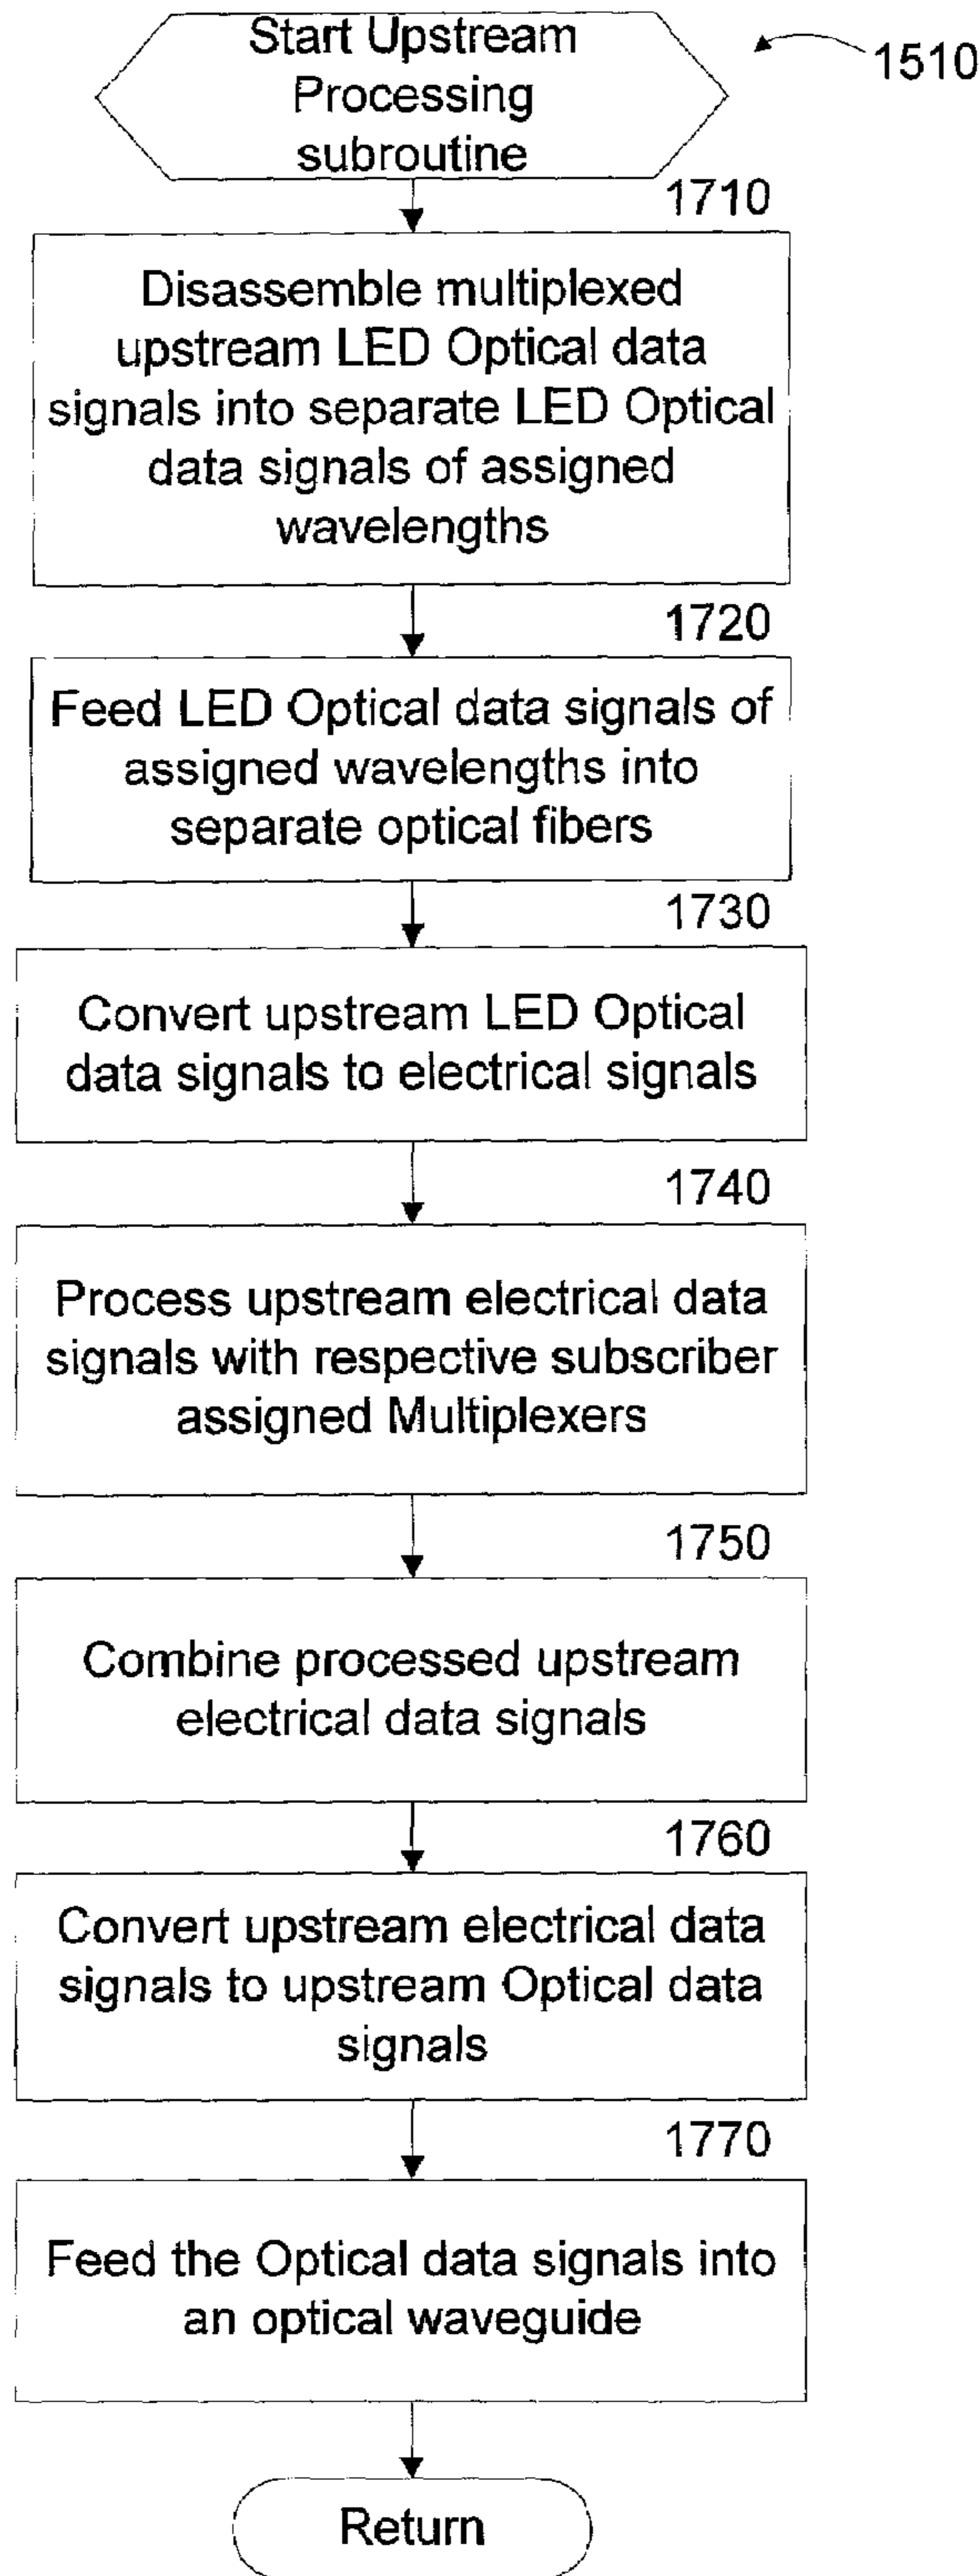 Start Upstream
Processing
subroutine
1510
1710
Disassemble multiplexed
upstream LED Optical data
signals into separate LED Optical
data signals of assigned
wavelengths
1720
Feed LED Optical data signals of
assigned wavelengths into
separate optical fibers
1730
Convert upstream LED Optical
data signals to electrical signals
1740
Process upstream electrical data
signals with respective subscriber
assigned Multiplexers
1750
Combine processed upstream
electrical data signals
1760
Convert upstream electrical data
signals to upstream Optical data
signals
1770
Feed the Optical data signals into
an optical waveguide
Return